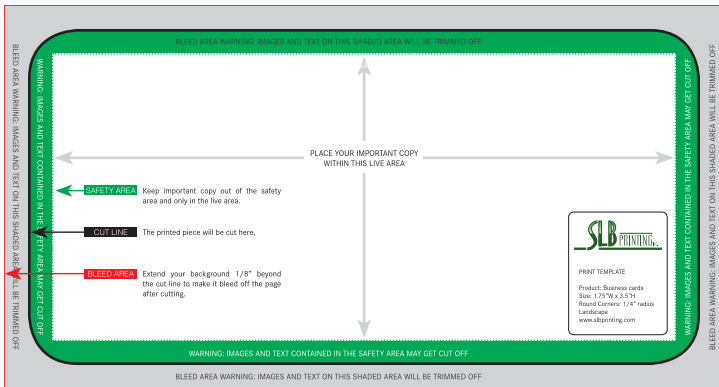 BLEED AREA WARNING: IMAGES AND TEXT ON THIS SHADED AREA WILL BE TRIMMED OFF
BLEED AREA WARNING: IMAGES AND TEXT ON THIS SHADED AREA WILL BE TRIMMED OFF
WARNING: IMAGES AND TEXT CONTAINED IN THE SAFETY AREA MAY GET CUT OFF
PLACE YOUR IMPORTANT COPY
WITHIN THIS LIVE AREA
SAFETY AREA
Keep important copy out of the safety
area and only in the live area.
CUT LINE
The printed piece will be cut here.
BLEED AREA
Extend your background 1/8" beyond
the cut line to make it bleed off the page
after cutting.
SLB PRINTING INC.
PRINT TEMPLATE
Product: Business cards
Size: 1.75"W x 3.5"H
Round Corners: 1/4" radius
Landscape
www.slbprinting.com
WARNING: IMAGES AND TEXT CONTAINED IN THE SAFETY AREA MAY GET CUT OFF
BLEED AREA WARNING: IMAGES AND TEXT ON THIS SHADED AREA WILL BE TRIMMED OFF
WARNING: IMAGES AND TEXT CONTAINED IN THE SAFETY AREA MAY GET CUT OFF
BLEED AREA WARNING: IMAGES AND TEXT ON THIS SHADED AREA WILL BE TRIMMED OFF